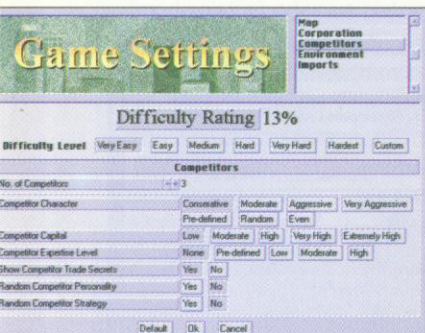 Game Settings
Map
Corporation
Competitors
Environment
Imports
Difficulty Rating 13%
Difficulty Level Very Easy Easy Medium Hard Very Hard Hardest Custom
Competitors
No. of Competitors 3
Competitor Character Conserative Moderate Aggressive Very Aggressive
Pre-defined Random Even
Competitor Capital Low Moderate High Very High Extremely High
Competitor Expertise Level None Pre-defined Low Moderate High
Show Competitor Trade Secrets Yes No
Random Competitor Personality Yes No
Random Competitor Strategy Yes No
Default Ok Cancel